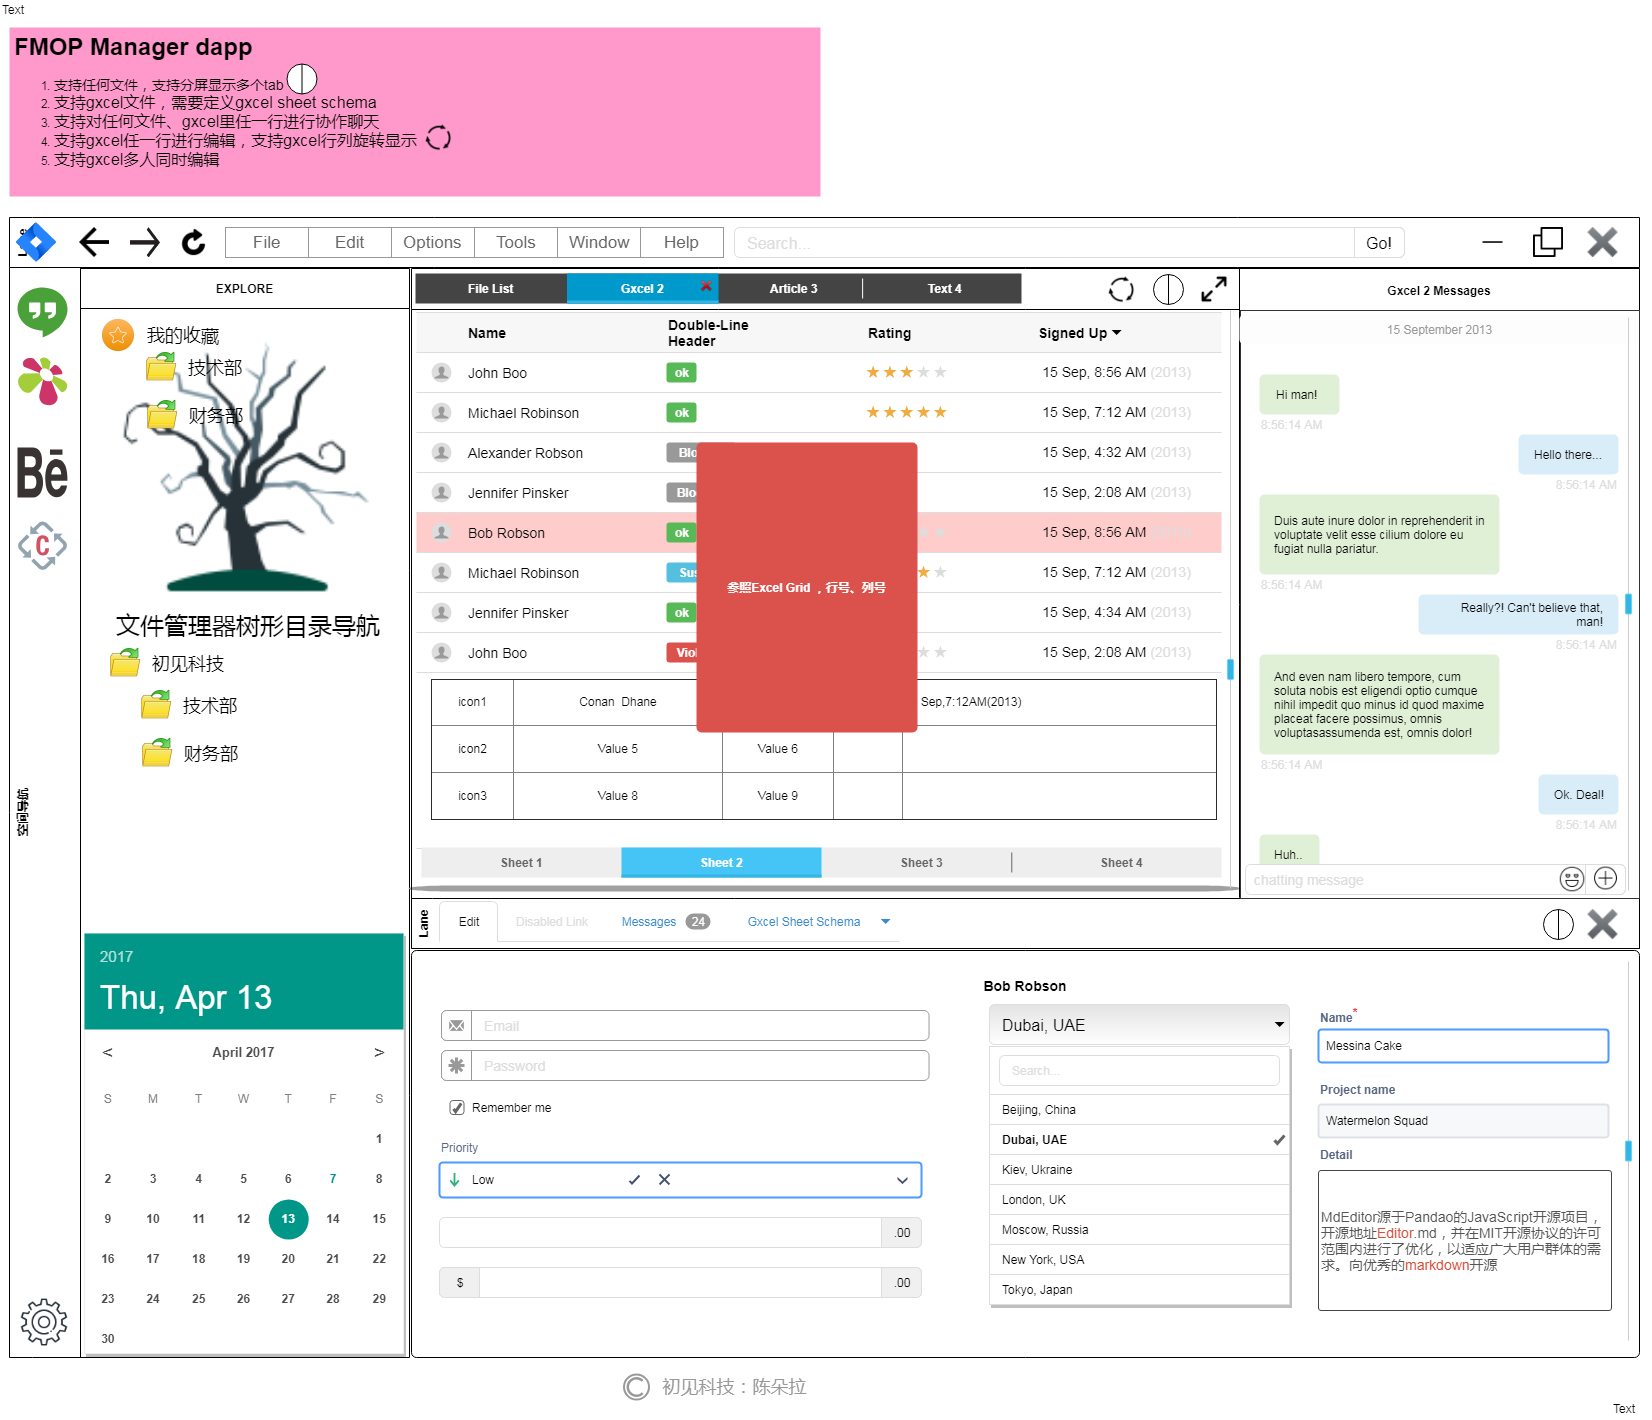 Text
FMOP Manager dapp
1. 支持任何文件，支持分屏显示多个tab
2. 支持gxcel文件，需要定义gxcel sheet schema
3. 支持对任何文件、gxcel里任一行进行协作聊天
4. 支持gxcel任一行进行编辑，支持gxcel行列旋转显示
5. 支持gxcel多人同时编辑
File Edit Options Tools Window Help Search... Go!
空间导航
EXPLORE
我的收藏
技术部
财务部
文件管理器树形目录导航
初见科技
技术部
财务部
2017
Thu, Apr 13
< April 2017 >
S M T W T F S
1
2 3 4 5 6 7 8
9 10 11 12 13 14 15
16 17 18 19 20 21 22
23 24 25 26 27 28 29
30
File List Gxcel 2 Article 3 Text 4
Name Double-Line Header Rating Signed Up
John Boo ok 15 Sep, 8:56 AM (2013)
Michael Robinson ok 15 Sep, 7:12 AM (2013)
Alexander Robson Blo 15 Sep, 4:32 AM (2013)
Jennifer Pinsker Blo 15 Sep, 2:08 AM (2013)
Bob Robson ok 15 Sep, 8:56 AM
Michael Robinson Sus 15 Sep, 7:12 AM (2013)
Jennifer Pinsker ok 15 Sep, 4:34 AM (2013)
John Boo Viol 15 Sep, 2:08 AM (2013)
参照Excel Grid ，行号、列号
icon1 Conan Dhane Sep,7:12AM(2013)
icon2 Value 5 Value 6
icon3 Value 8 Value 9
Sheet 1 Sheet 2 Sheet 3 Sheet 4
Gxcel 2 Messages
15 September 2013
Hi man!
8:56:14 AM
Hello there...
8:56:14 AM
Duis aute inure dolor in reprehenderit in
voluptate velit esse cilium dolore eu
fugiat nulla pariatur.
8:56:14 AM
Really?! Can't believe that,
man!
8:56:14 AM
And even nam libero tempore, cum
soluta nobis est eligendi optio cumque
nihil impedit quo minus id quod maxime
placeat facere possimus, omnis
voluptasassumenda est, omnis dolor!
8:56:14 AM
Ok. Deal!
8:56:14 AM
Huh..
chatting message
Lane
Edit Disabled Link Messages 24 Gxcel Sheet Schema
Email
Password
Remember me
Priority
Low
.00
$ .00
Bob Robson
Dubai, UAE
Search...
Beijing, China
Dubai, UAE
Kiev, Ukraine
London, UK
Moscow, Russia
New York, USA
Tokyo, Japan
Name*
Messina Cake
Project name
Watermelon Squad
Detail
MdEditor源于Pandao的JavaScript开源项目，
开源地址Editor.md，并在MIT开源协议的许可
范围内进行了优化，以适应广大用户群体的需
求。向优秀的markdown开源
© 初见科技：陈朵拉
Text